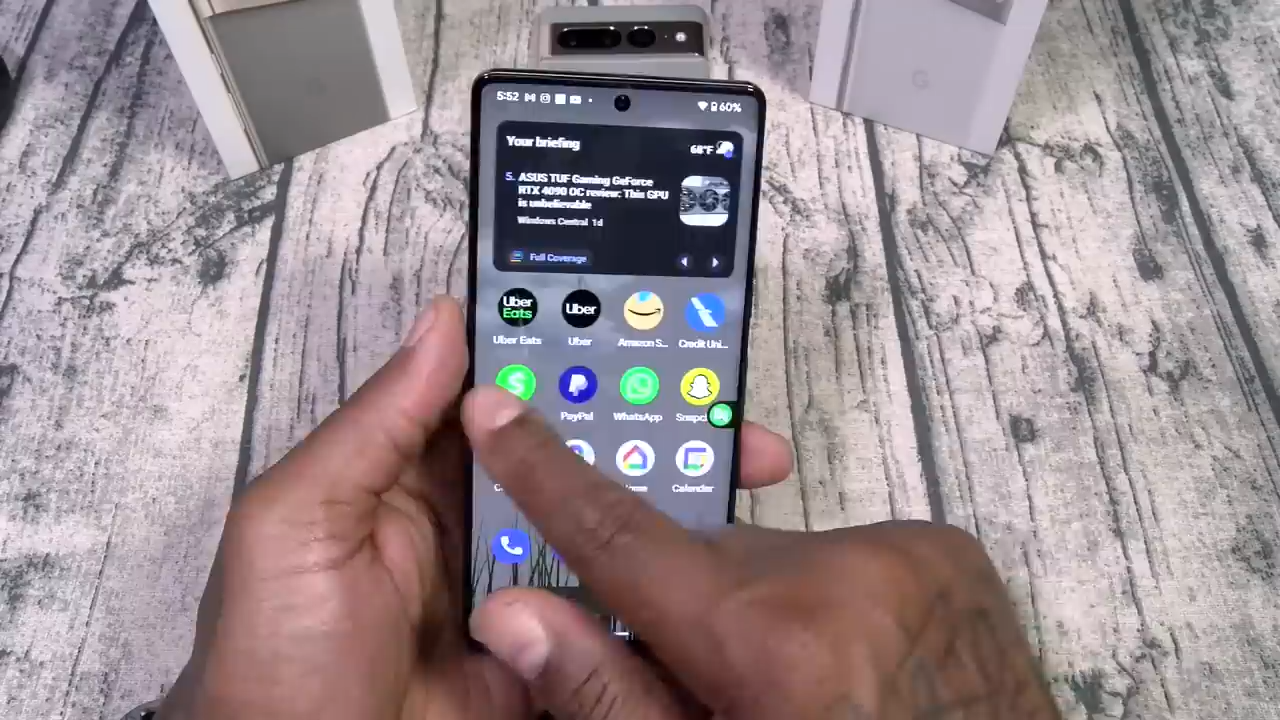 5:52
60%
Your briefing
68°F
5. ASUS TUF Gaming GeForce
RTX 4090 OC review: This GPU
is unbelievable
Windows Central 1d
Full Coverage
Uber
Eats
Uber
Uber Eats
Uber
Amazon S...
Credit Uni...
PayPal
WhatsApp
Snapc
Calendar
G